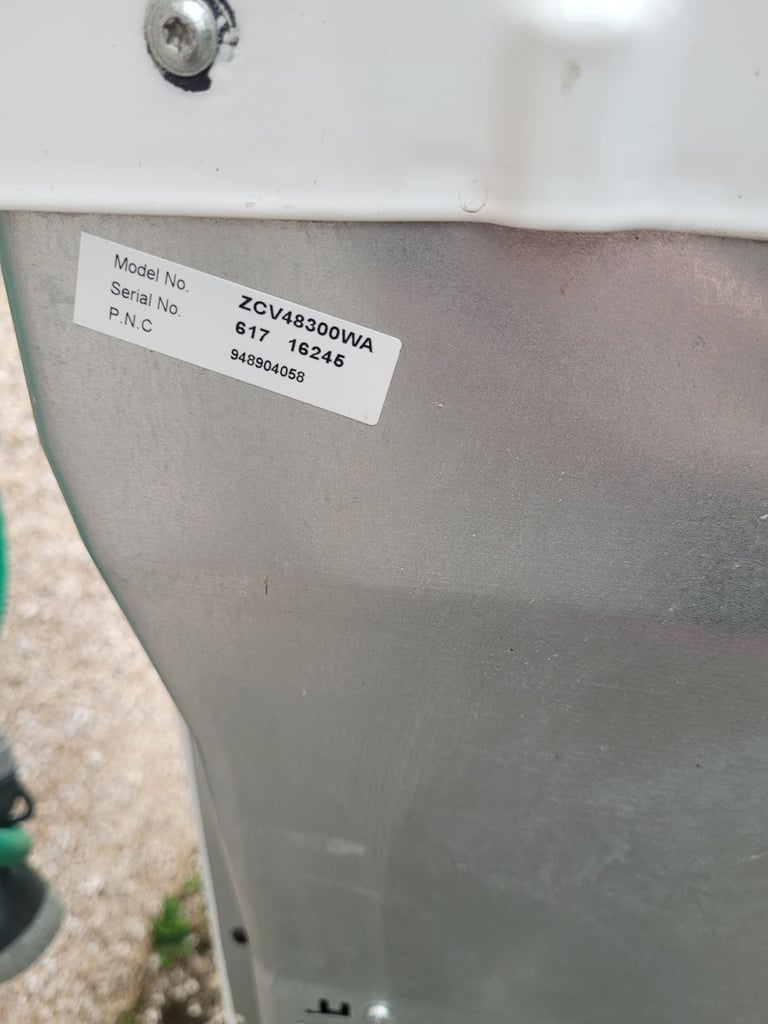 Model No. ZCV48300WA
Serial No. 617 16245
P.N.C 948904058